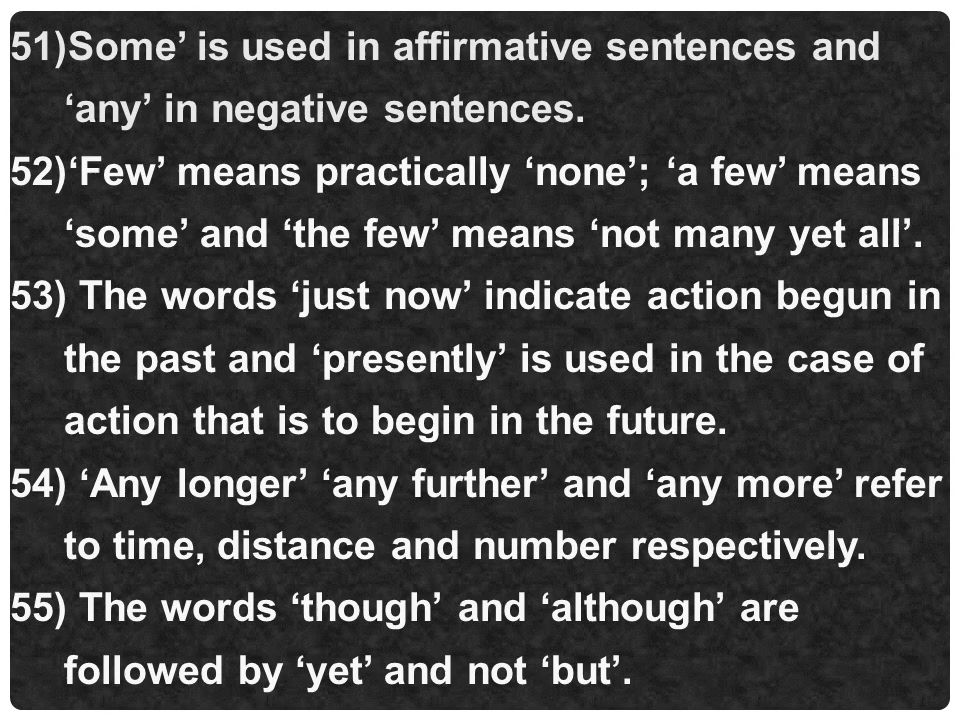 51)Some’ is used in affirmative sentences and
‘any’ in negative sentences.
52)‘Few’ means practically ‘none’; ‘a few’ means
‘some’ and ‘the few’ means ‘not many yet all’.
53) The words ‘just now’ indicate action begun in
the past and ‘presently’ is used in the case of
action that is to begin in the future.
54) ‘Any longer’ ‘any further’ and ‘any more’ refer
to time, distance and number respectively.
55) The words ‘though’ and ‘although’ are
followed by ‘yet’ and not ‘but’.